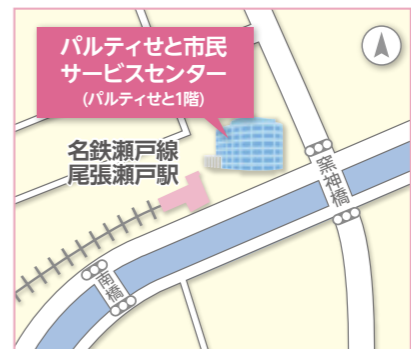 パルティせと市民
サービスセンター
(パルティせと1階)
名鉄瀬戸線
尾張瀬戸駅
窯神橋
南橋